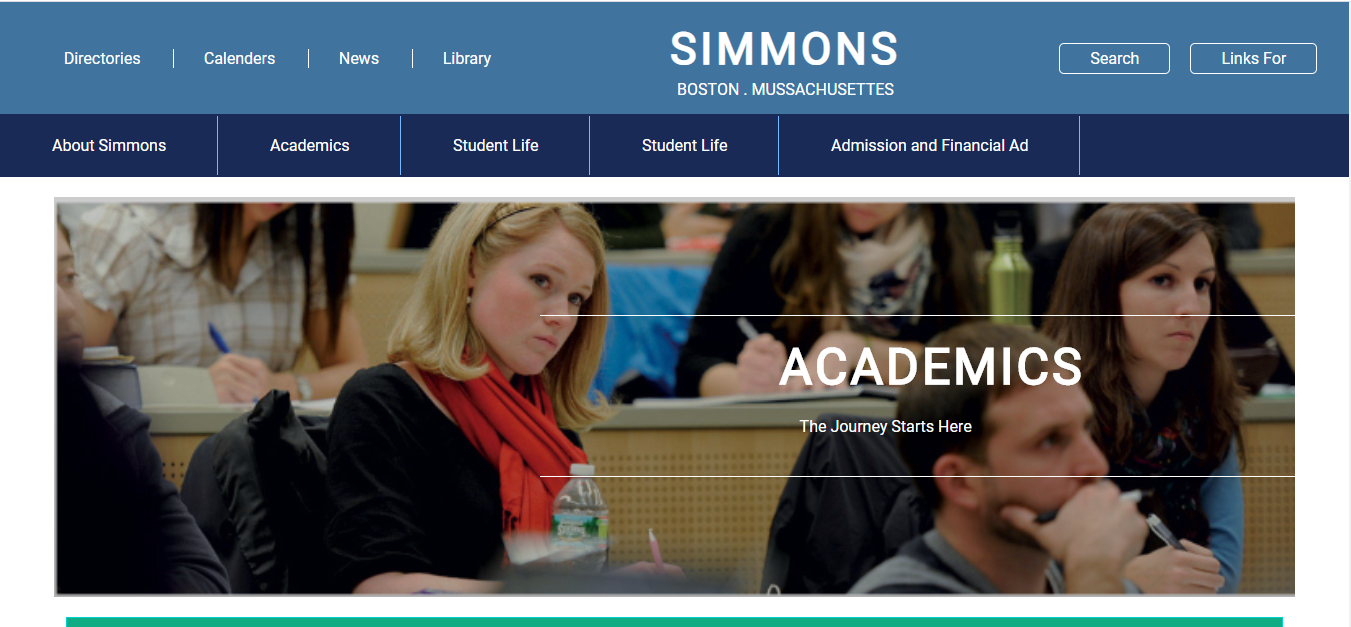 Directories Calenders News Library
SIMMONS
BOSTON . MUSSACHUSETTES
Search Links For
About Simmons Academics Student Life Student Life Admission and Financial Ad
ACADEMICS
The Journey Starts Here